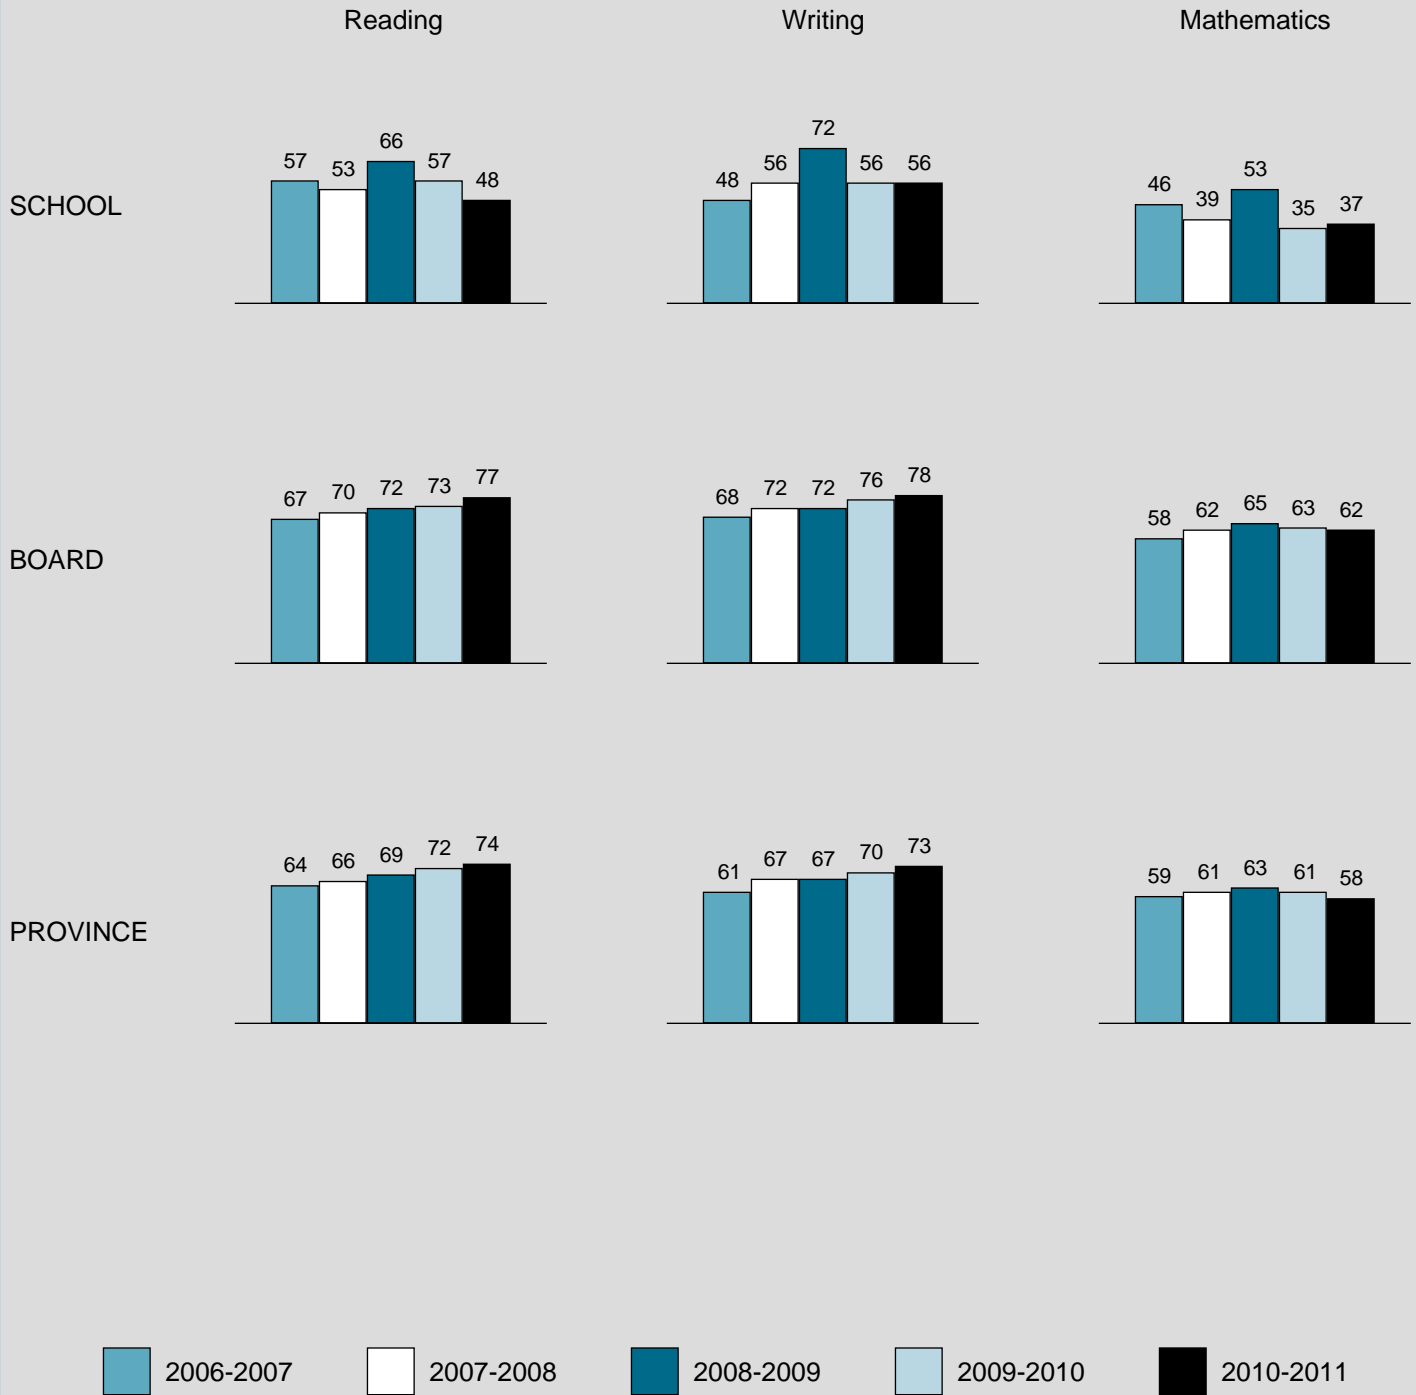 Reading Writing Mathematics
SCHOOL
57 53 66 57 48
48 56 72 56 56
46 39 53 35 37
BOARD
67 70 72 73 77
68 72 72 76 78
58 62 65 63 62
PROVINCE
64 66 69 72 74
61 67 67 70 73
59 61 63 61 58
2006-2007 2007-2008 2008-2009 2009-2010 2010-2011